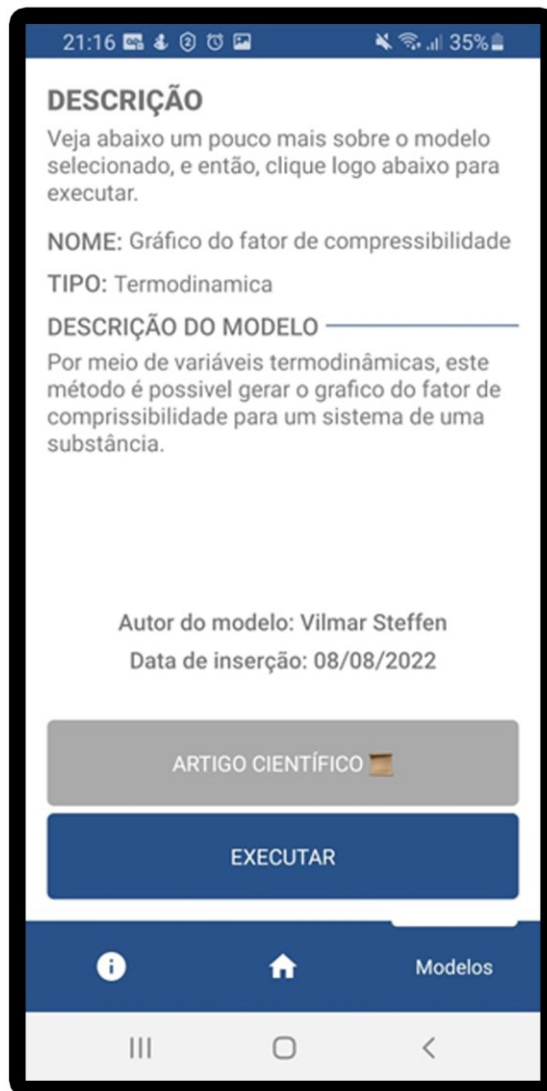 21:16 35%
DESCRIÇÃO
Veja abaixo um pouco mais sobre o modelo
selecionado, e então, clique logo abaixo para
executar.
NOME: Gráfico do fator de compressibilidade
TIPO: Termodinamica
DESCRIÇÃO DO MODELO
Por meio de variáveis termodinâmicas, este
método é possivel gerar o grafico do fator de
comprissibilidade para um sistema de uma
substância.
Autor do modelo: Vilmar Steffen
Data de inserção: 08/08/2022
ARTIGO CIENTÍFICO
EXECUTAR
Modelos